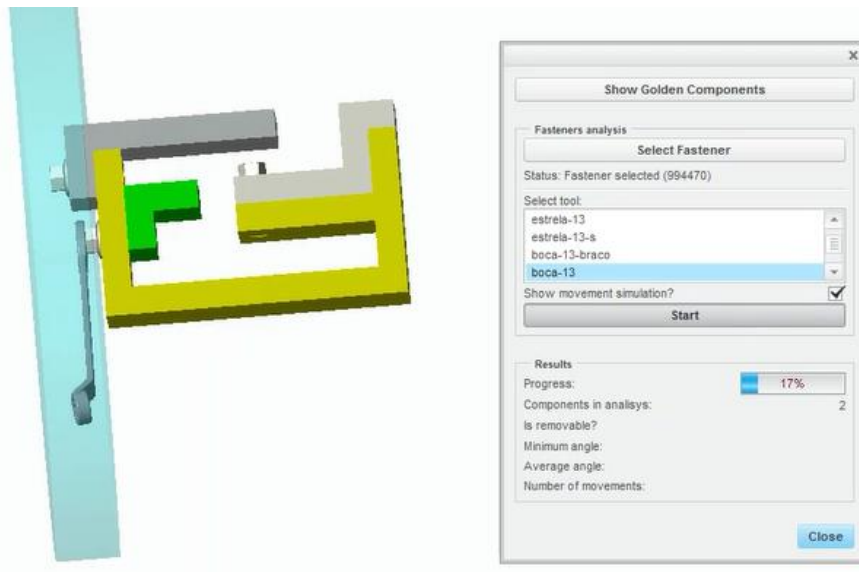 x
Show Golden Components
Fasteners analysis
Select Fastener
Status: Fastener selected (994470)
Select tool:
estrela-13
estrela-13-s
boca-13-braco
boca-13
Show movement simulation?
Start
Results
Progress: 17%
Components in analisys: 2
Is removable?
Minimum angle:
Average angle:
Number of movements:
Close